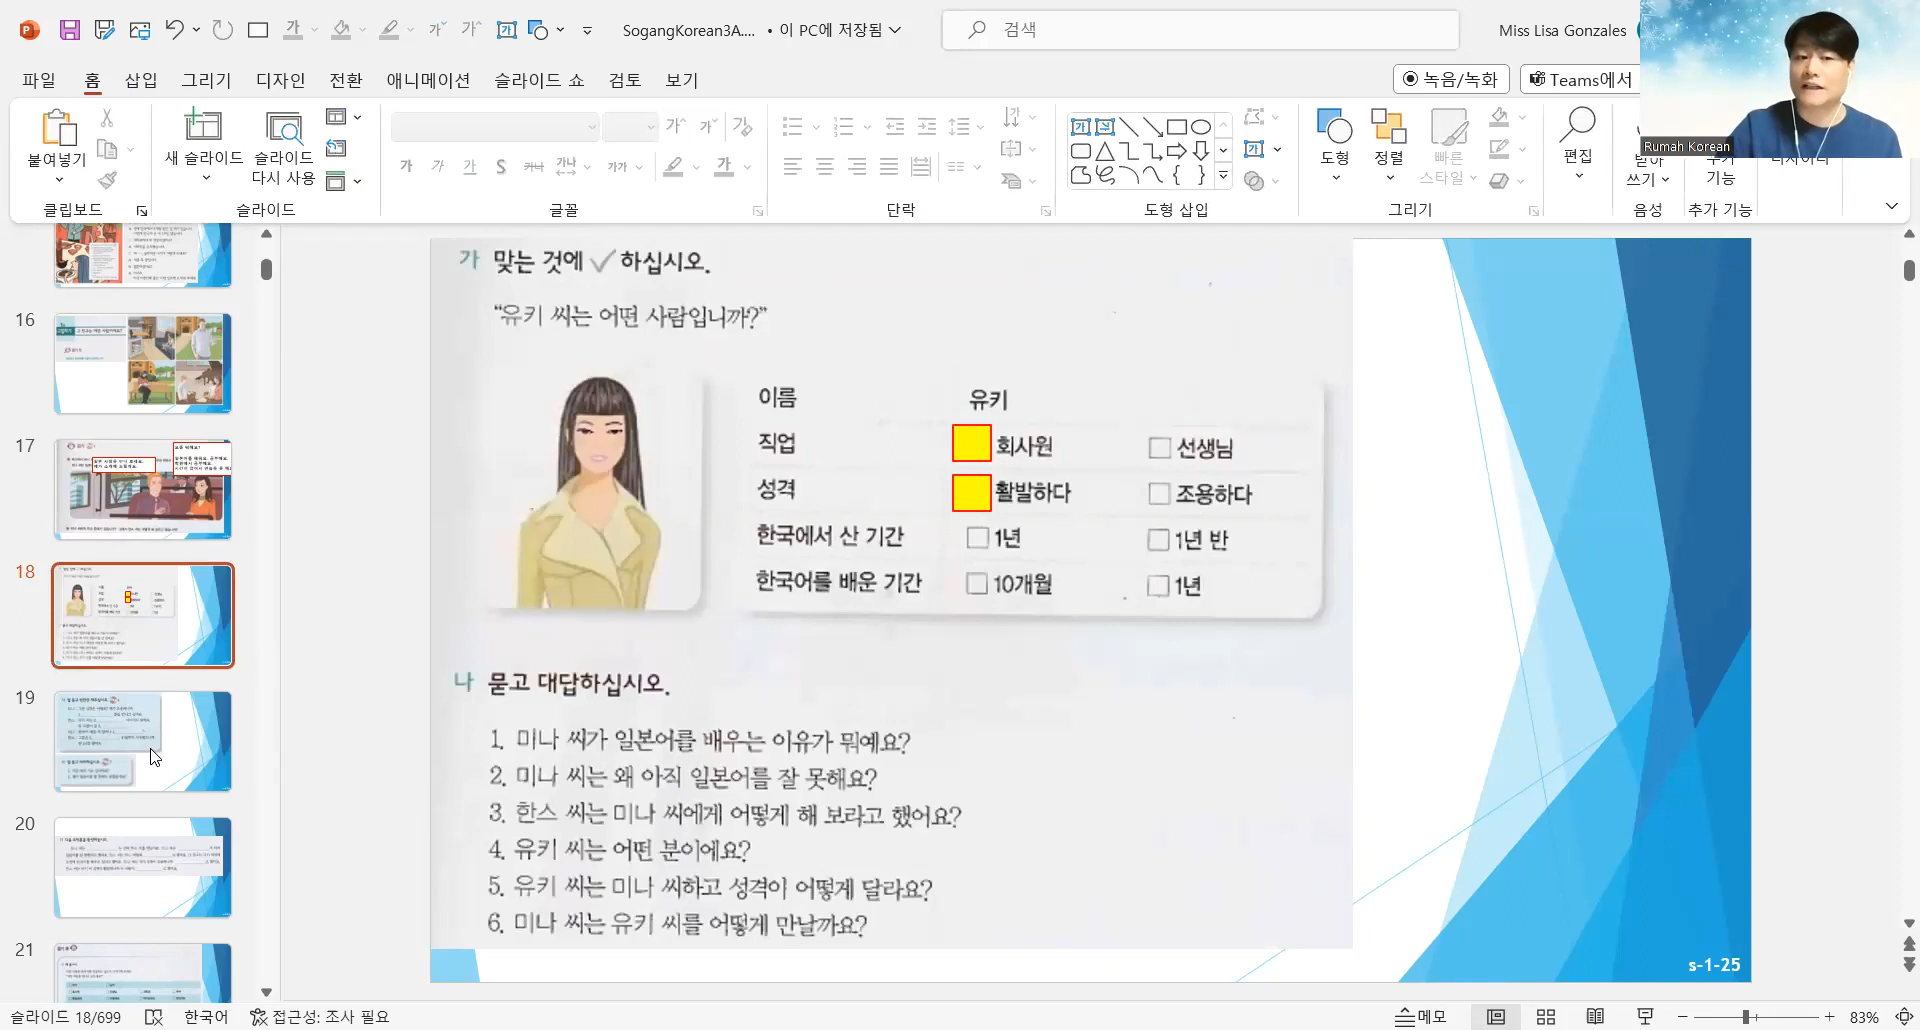 SogangKorean3A.... • 이 PC에 저장됨
검색
Miss Lisa Gonzales
파일 홈 삽입 그리기 디자인 전환 애니메이션 슬라이드 쇼 검토 보기
녹음/녹화
Teams에서
Rumah Korean
붙여넣기
새 슬라이드
슬라이드
다시 사용
도형
정렬
빠른
스타일
편집
쓰기
기능
클립보드 슬라이드 글꼴 단락 도형 삽입 그리기 음성 추가 기능
16
17
18
19
20
21
가 맞는 것에 ✓ 하십시오.
"유키 씨는 어떤 사람입니까?"
이름 유키
직업 회사원 선생님
성격 활발하다 조용하다
한국에서 산 기간 1년 1년 반
한국어를 배운 기간 10개월 1년
나 묻고 대답하십시오.
1. 미나 씨가 일본어를 배우는 이유가 뭐예요?
2. 미나 씨는 왜 아직 일본어를 잘 못해요?
3. 한스 씨는 미나 씨에게 어떻게 해 보라고 했어요?
4. 유키 씨는 어떤 분이에요?
5. 유키 씨는 미나 씨하고 성격이 어떻게 달라요?
6. 미나 씨는 유키 씨를 어떻게 만날까요?
s-1-25
슬라이드 18/699 한국어 접근성: 조사 필요
메모
83%